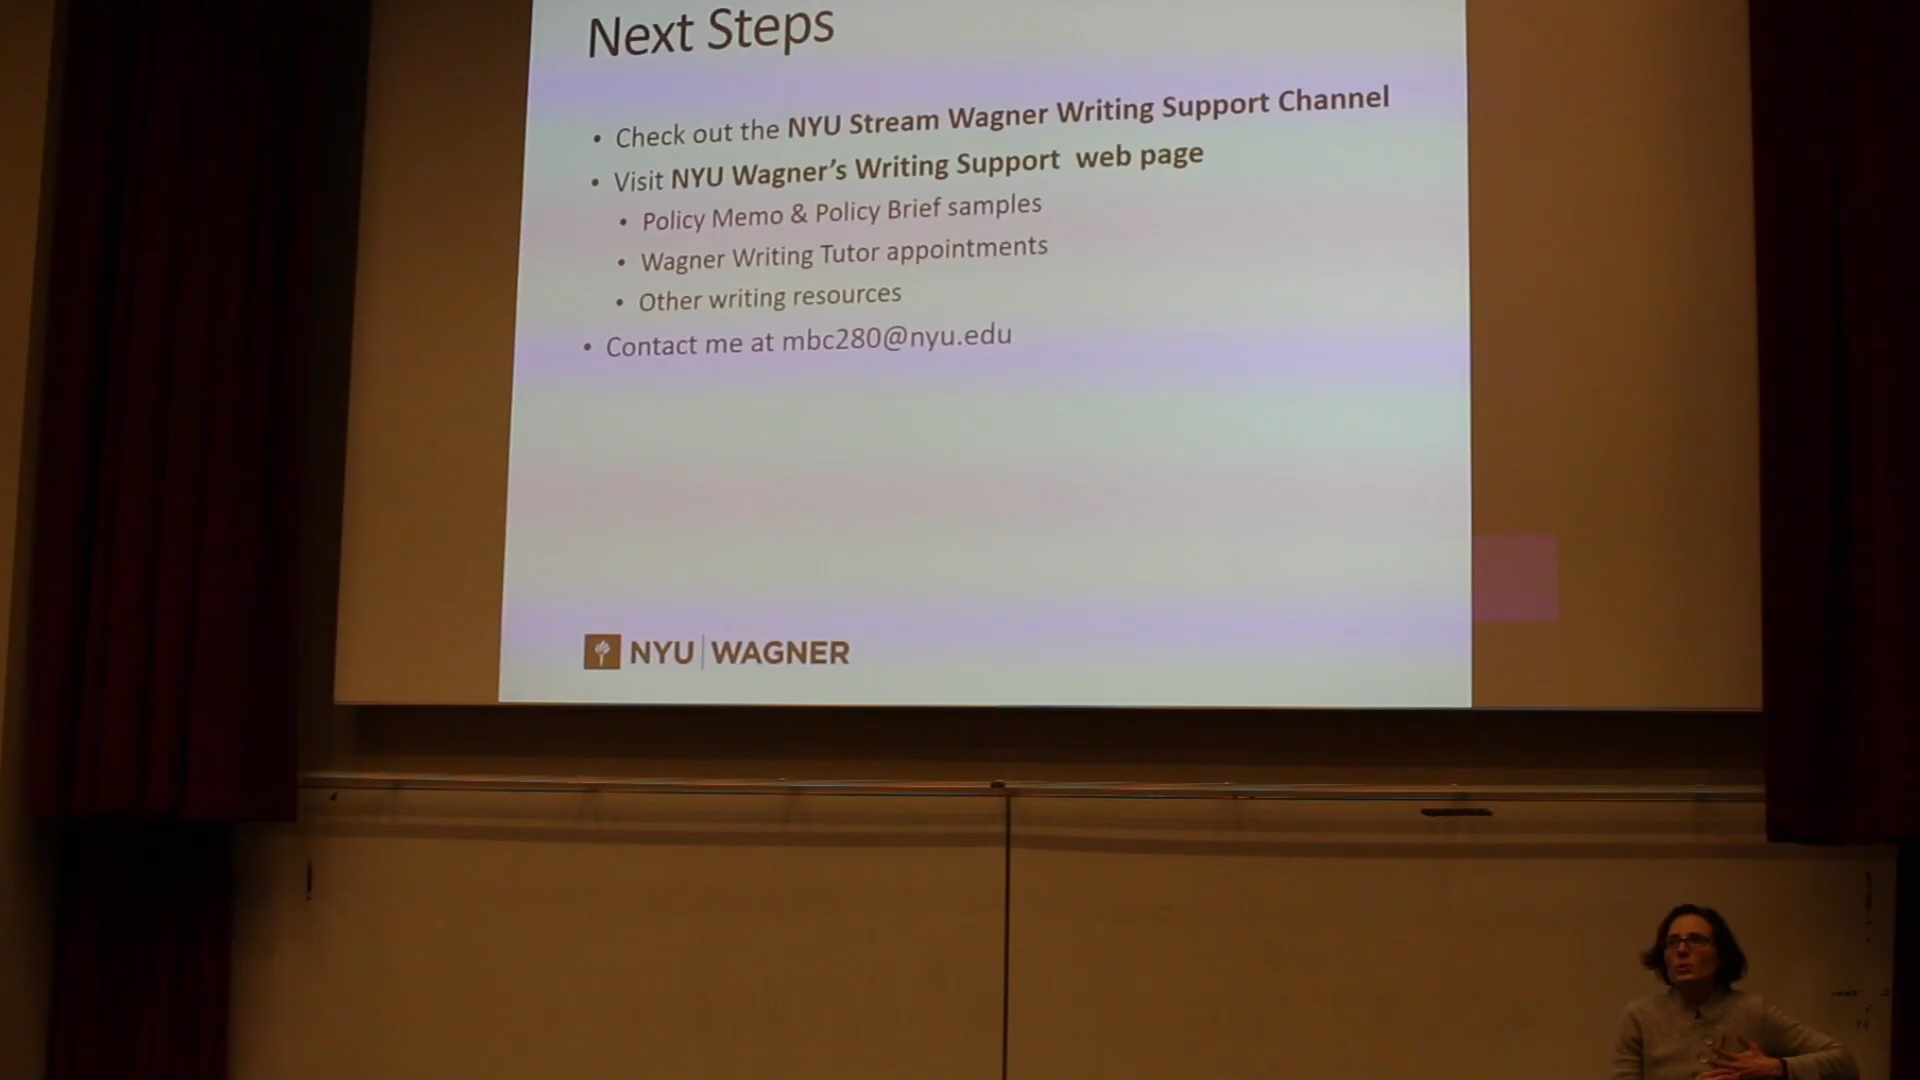 Next Steps
• Check out the NYU Stream Wagner Writing Support Channel
• Visit NYU Wagner's Writing Support web page
• Policy Memo & Policy Brief samples
• Wagner Writing Tutor appointments
• Other writing resources
• Contact me at mbc280@nyu.edu
NYU WAGNER